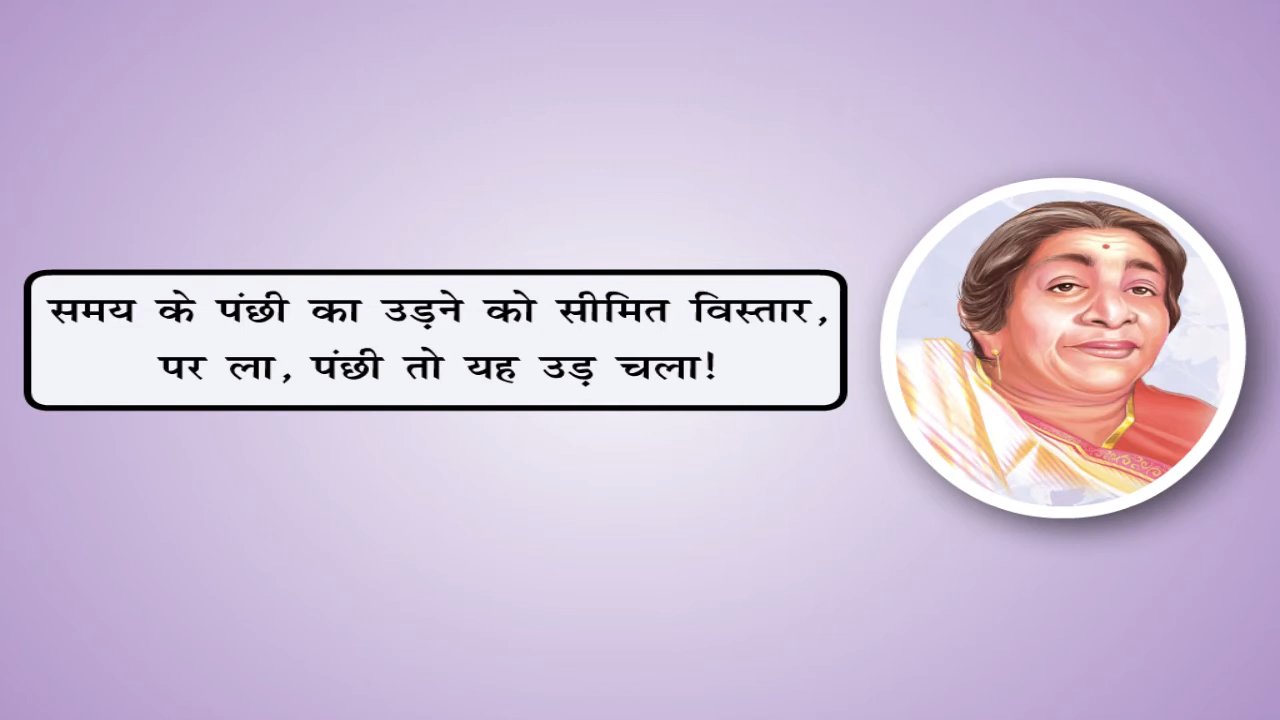 समय के पंछी का उड़ने को सीमित विस्तार,
पर ला, पंछी तो यह उड़ चला!